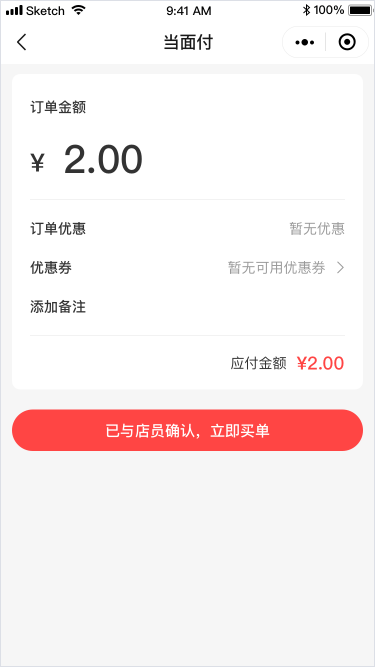 Sketch 9:41 AM 100%
当面付
订单金额
¥ 2.00
订单优惠 暂无优惠
优惠券 暂无可用优惠券
添加备注
应付金额 ¥2.00
已与店员确认，立即买单